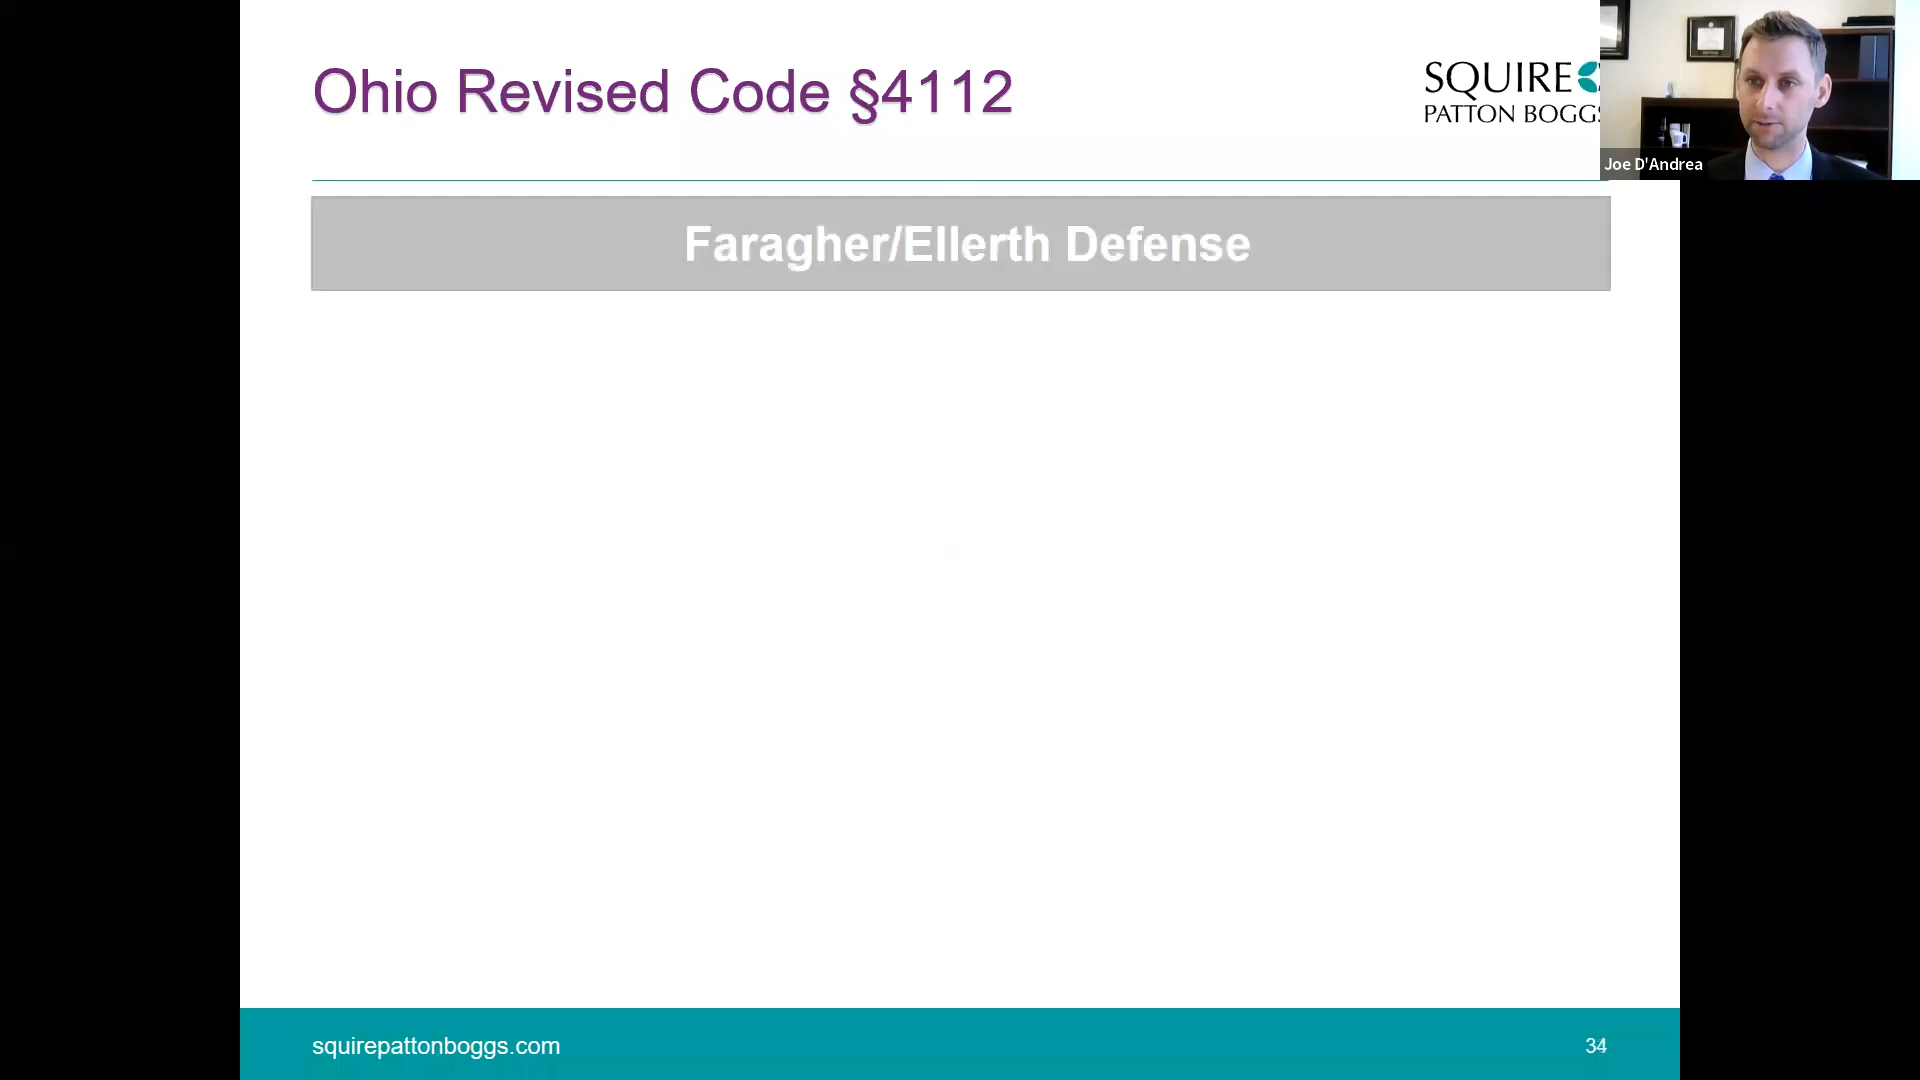 Ohio Revised Code §4112
SQUIRE
PATTON BOGGS
Joe D'Andrea
Faragher/Ellerth Defense
squirepattonboggs.com
34